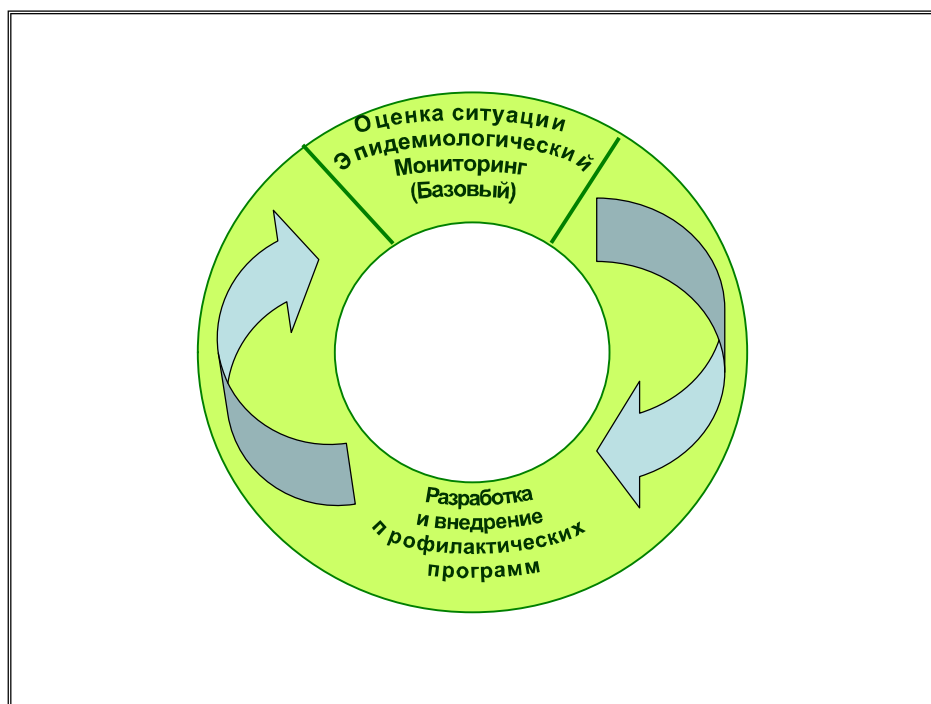 Оценка ситуации
Эпидемиологический
Мониторинг
(Базовый)
Разработка
и внедрение
профилактических
программ